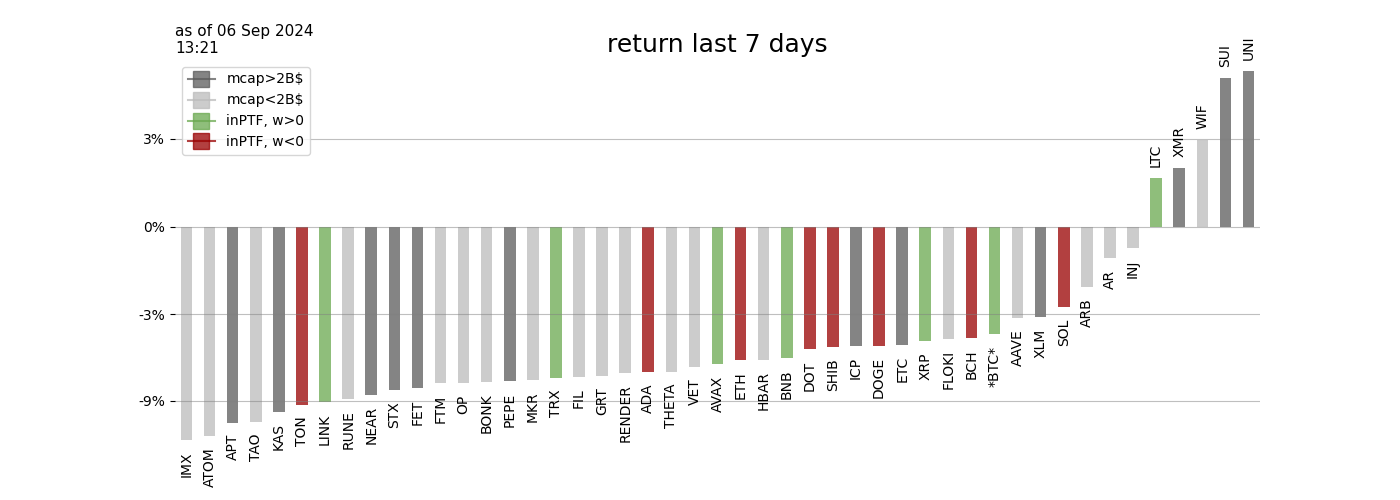 as of 06 Sep 2024
13:21
return last 7 days
mcap>2B$
mcap<2B$
inPTF, w>0
inPTF, w<0
3%
0%
-3%
-9%
IMX
ATOM
APT
TAO
KAS
TON
LINK
RUNE
NEAR
STX
FET
FTM
OP
BONK
PEPE
MKR
TRX
FIL
GRT
RENDER
ADA
THETA
VET
AVAX
ETH
HBAR
BNB
DOT
SHIB
ICP
DOGE
ETC
XRP
FLOKI
BCH
*BTC*
AAVE
XLM
SOL
ARB
AR
INJ
LTC
XMR
WIF
SUI
UNI